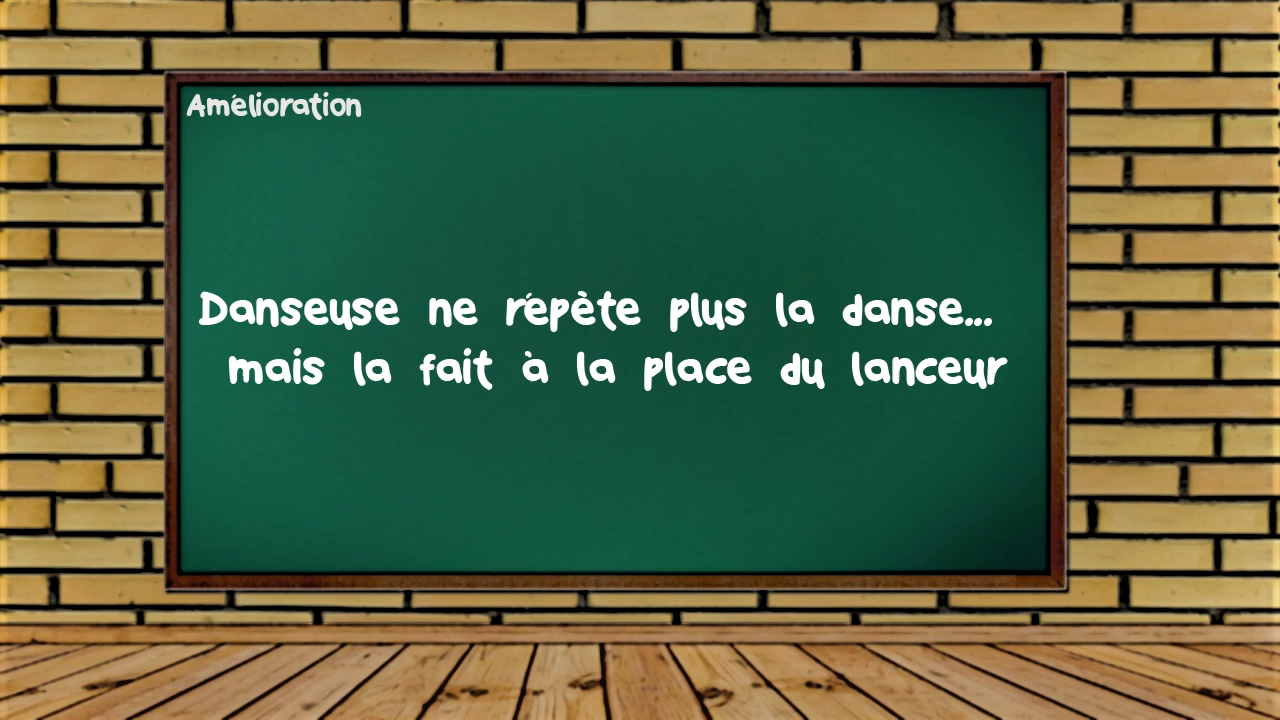 Amélioration
Danseuse ne répète plus la danse...
mais la fait à la place du lanceur